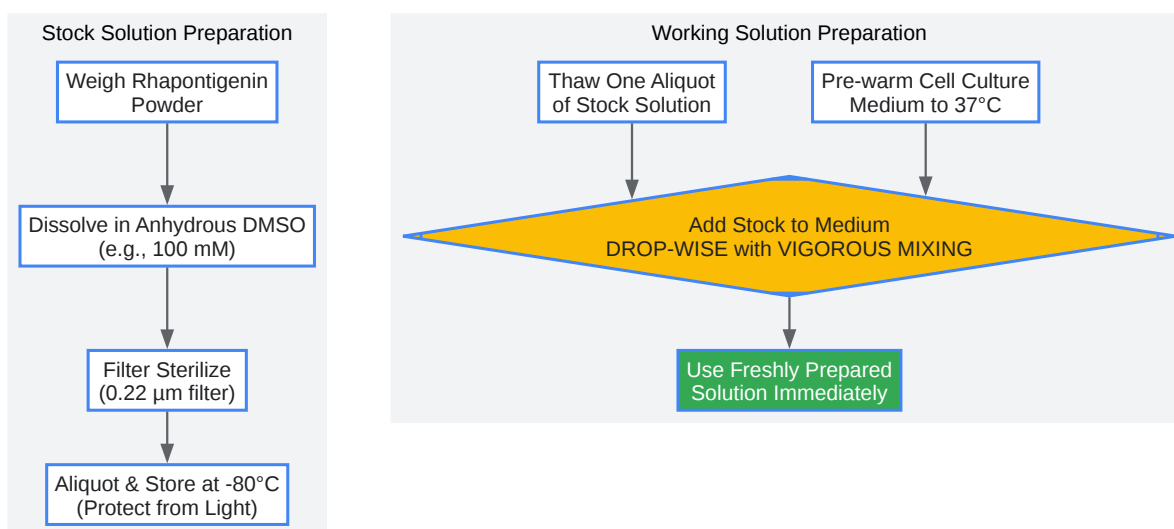 Stock Solution Preparation
Weigh Rhapontigenin
Powder
Dissolve in Anhydrous DMSO
(e.g., 100 mM)
Filter Sterilize
(0.22 µm filter)
Aliquot & Store at -80°C
(Protect from Light)
Working Solution Preparation
Thaw One Aliquot
of Stock Solution
Pre-warm Cell Culture
Medium to 37°C
Add Stock to Medium
DROP-WISE with VIGOROUS MIXING
Use Freshly Prepared
Solution Immediately